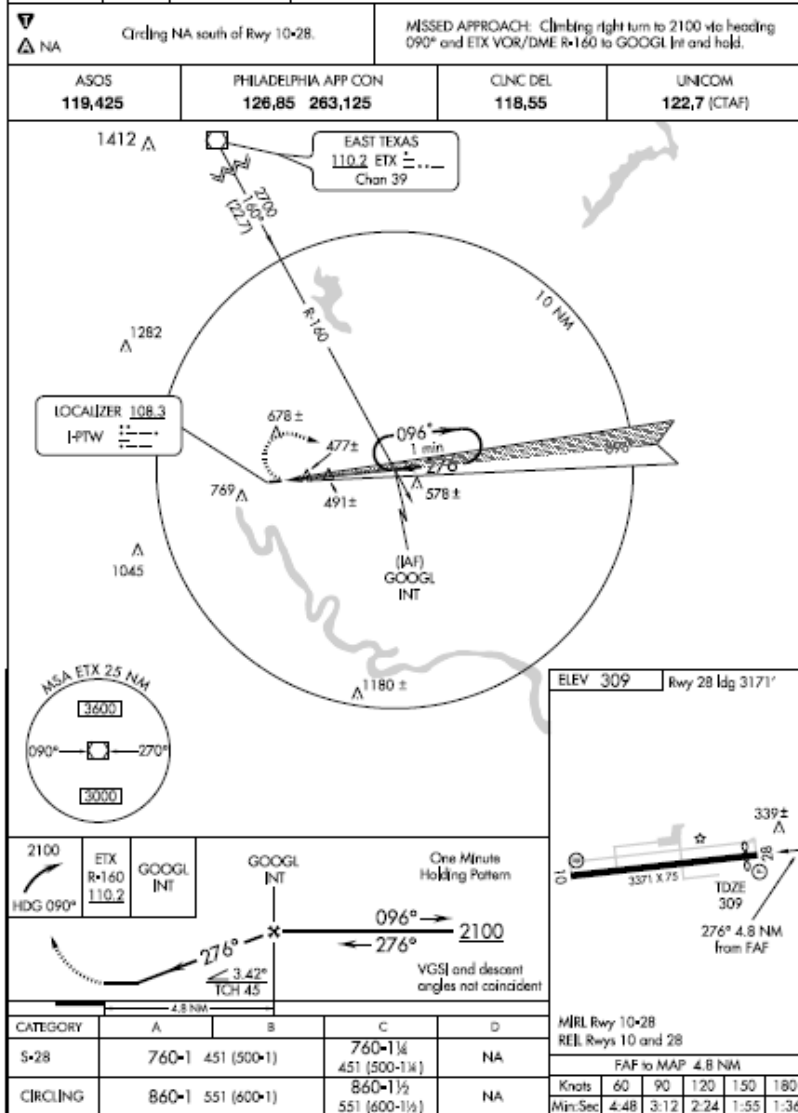 T
A NA
Circling NA south of Rwy 10-28.
MISSED APPROACH: Climbing right turn to 2100 via heading
090° and ETX VOR/DME R-160 to GOOGL Int and hold.
ASOS
119,425
PHILADELPHIA APP CON
126,85 263,125
CLNC DEL
118,55
UNICOM
122,7 (CTAF)
1412
EAST TEXAS
110.2 ETX
Chan 39
2700
160°
(22.7)
R-160
10 NM
1282
LOCALIZER 108.3
I-PTW
678 ±
477±
096°
1 min
276°
096°
769
491±
578 ±
1045
(IAF)
GOOGL
INT
1180 ±
MSA ETX 25 NM
3600
090°
270°
3000
ELEV 309
Rwy 28 ldg 3171'
339±
10
28
3371 X 75
TDZE
309
276° 4.8 NM
from FAF
2100
HDG 090°
ETX
R-160
110.2
GOOGL
INT
GOOGL
INT
One Minute
Holding Pattern
096°
276°
2100
276°
3.42°
TCH 45
VGSI and descent
angles not coincident
4.8 NM
MIRL Rwy 10-28
REIL Rwys 10 and 28
CATEGORY A B C D
S-28 760-1 451 (500-1) 760-1¼ 451 (500-1¼) NA
CIRCLING 860-1 551 (600-1) 860-1½ 551 (600-1½) NA
FAF to MAP 4.8 NM
Knots 60 90 120 150 180
Min:Sec 4:48 3:12 2:24 1:55 1:36